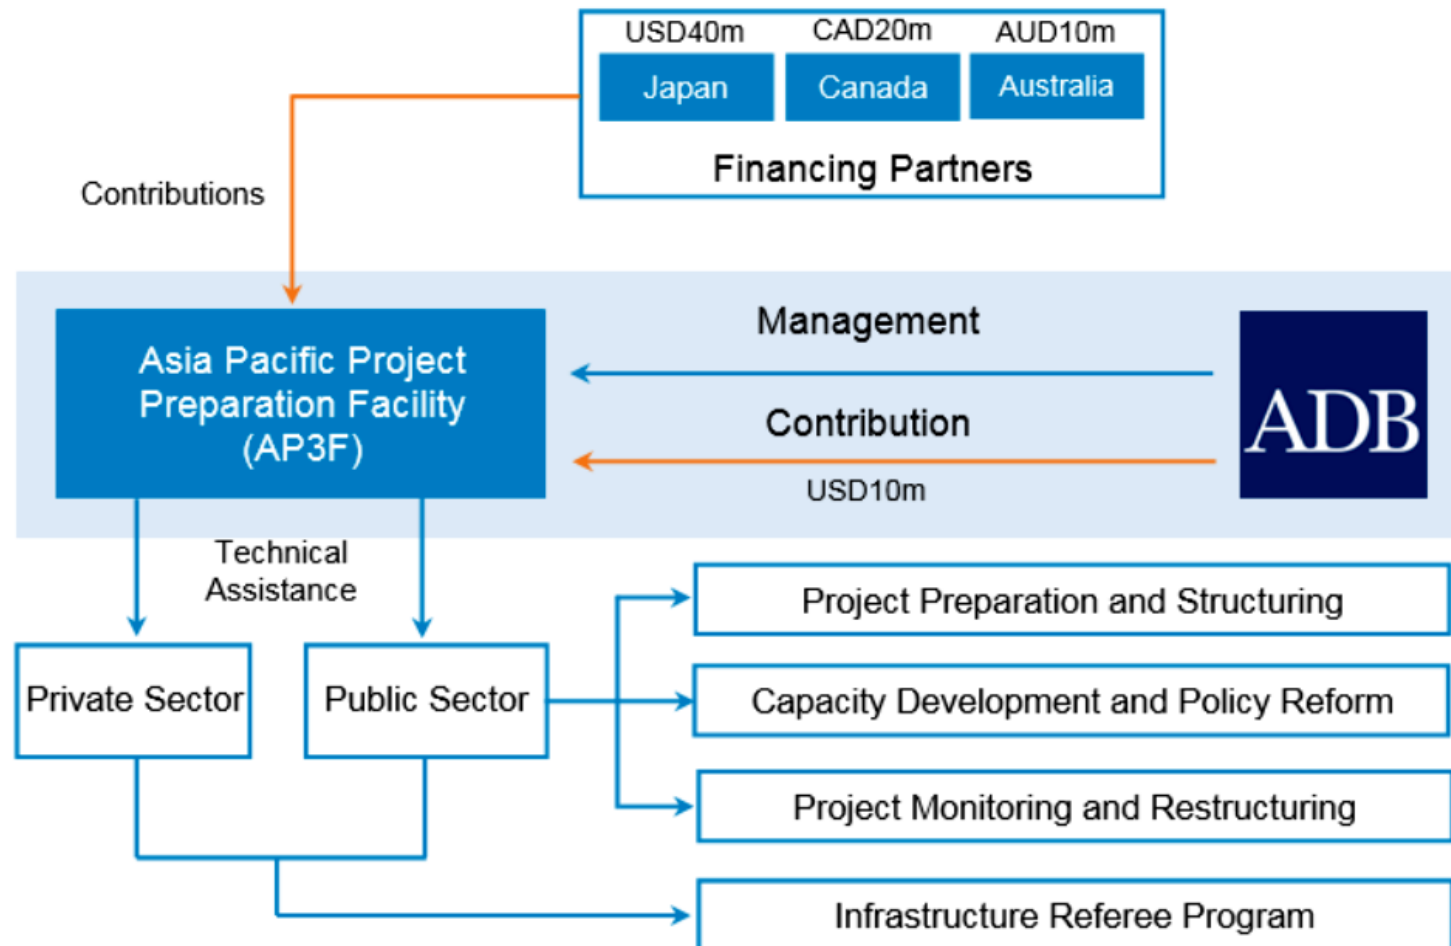 USD40m CAD20m AUD10m
Japan Canada Australia
Financing Partners
Contributions
Management
Asia Pacific Project
Preparation Facility
(AP3F)
Contribution
USD10m
ADB
Technical
Assistance
Private Sector
Public Sector
Project Preparation and Structuring
Capacity Development and Policy Reform
Project Monitoring and Restructuring
Infrastructure Referee Program